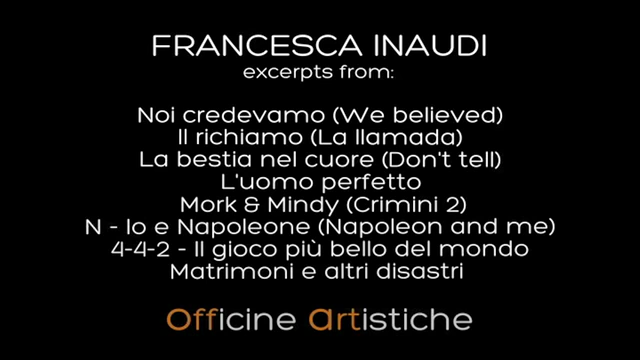 FRANCESCA INAUDI
excerpts from:
Noi credevamo (We believed)
Il richiamo (La llamada)
La bestia nel cuore (Don't tell)
L'uomo perfetto
Mork & Mindy (Crimini 2)
N - Io e Napoleone (Napoleon and me)
4-4-2 - Il gioco più bello del mondo
Matrimoni e altri disastri
Officine artistiche